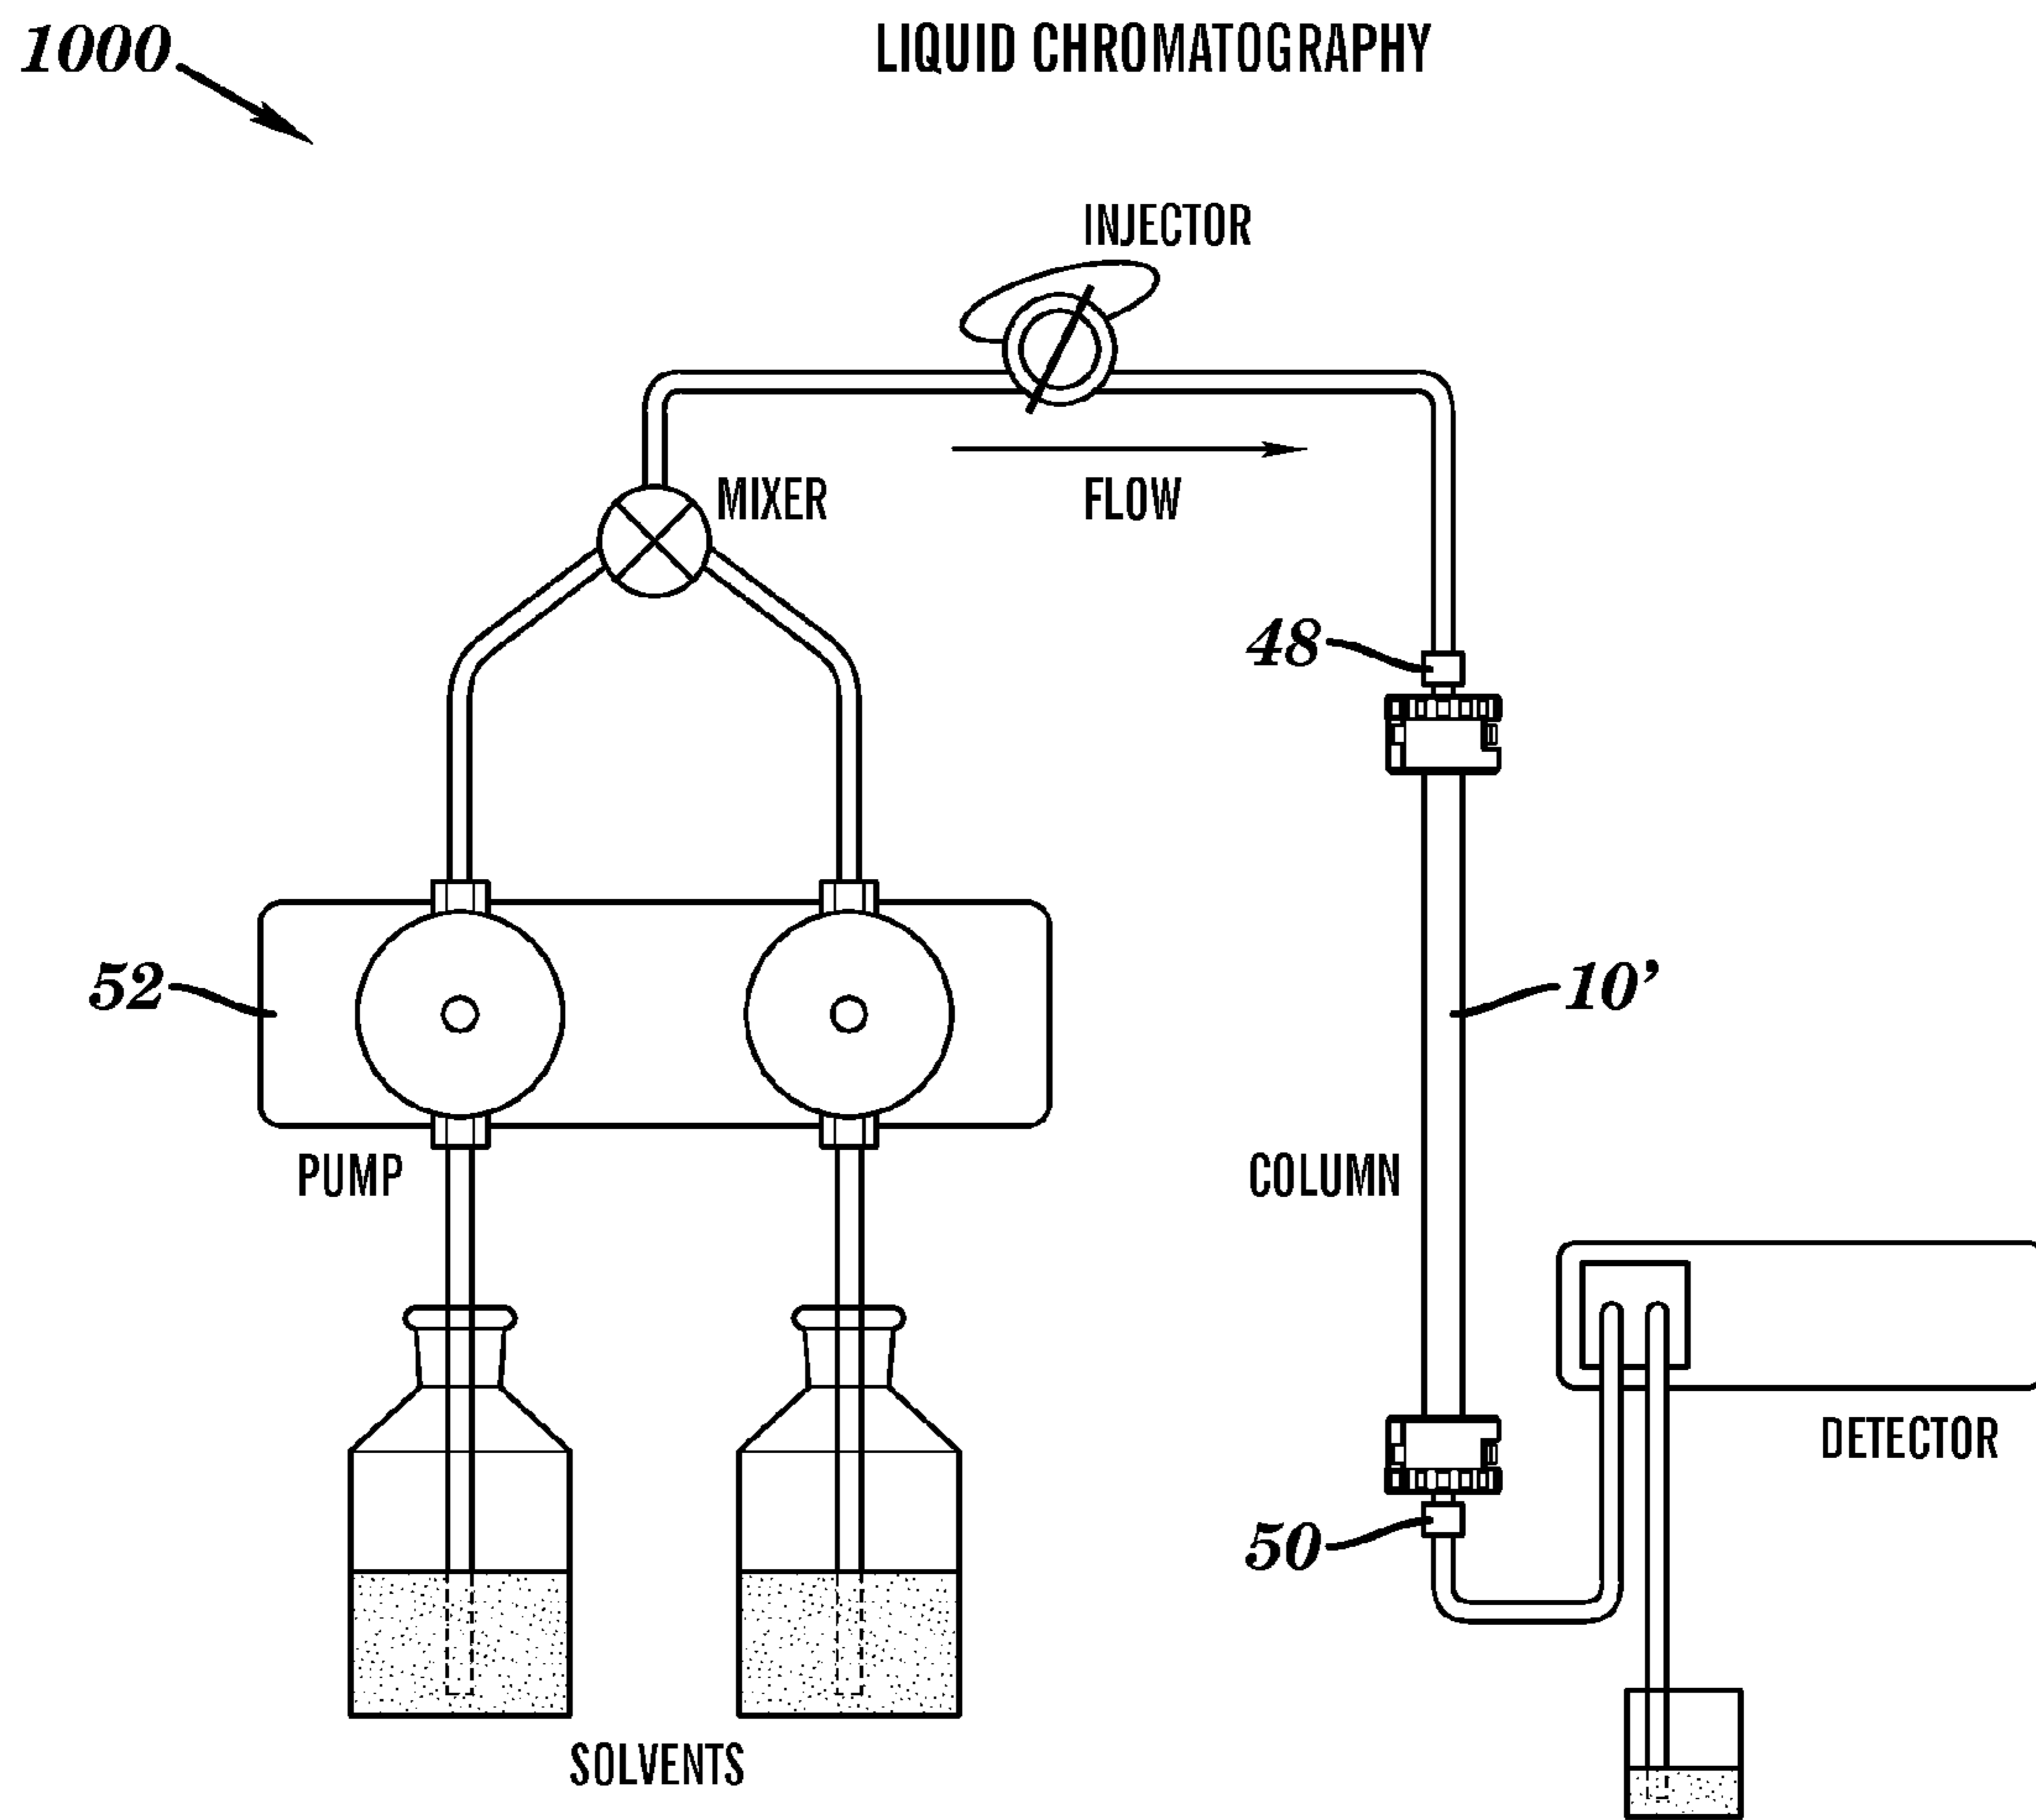 1000
LIQUID CHROMATOGRAPHY
INJECTOR
MIXER
FLOW
48
52
10’
PUMP
COLUMN
DETECTOR
50
SOLVENTS